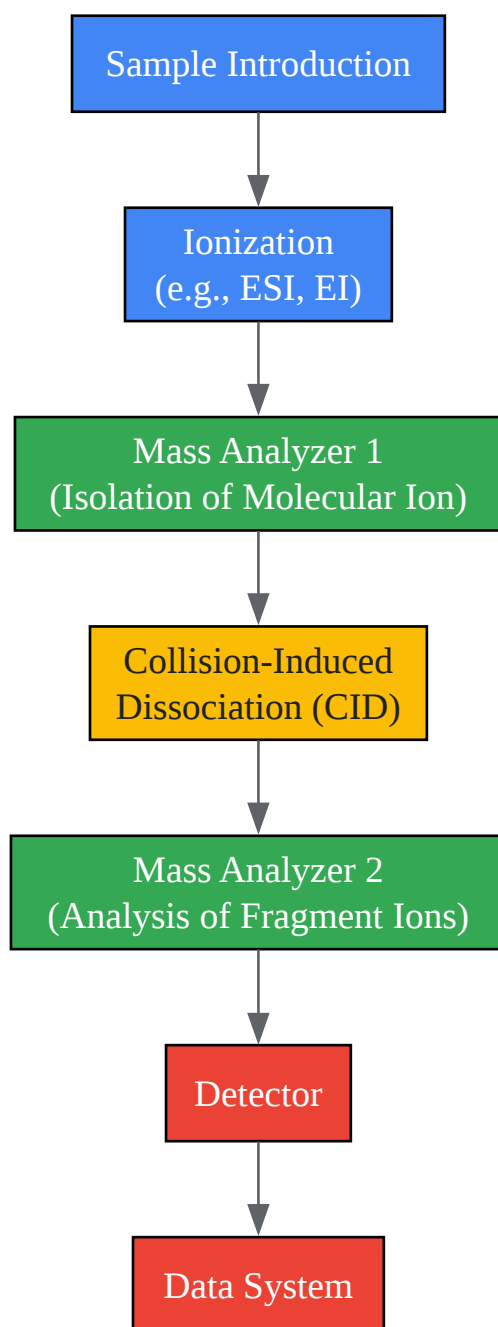 Sample Introduction
Ionization
(e.g., ESI, EI)
Mass Analyzer 1
(Isolation of Molecular Ion)
Collision-Induced
Dissociation (CID)
Mass Analyzer 2
(Analysis of Fragment Ions)
Detector
Data System